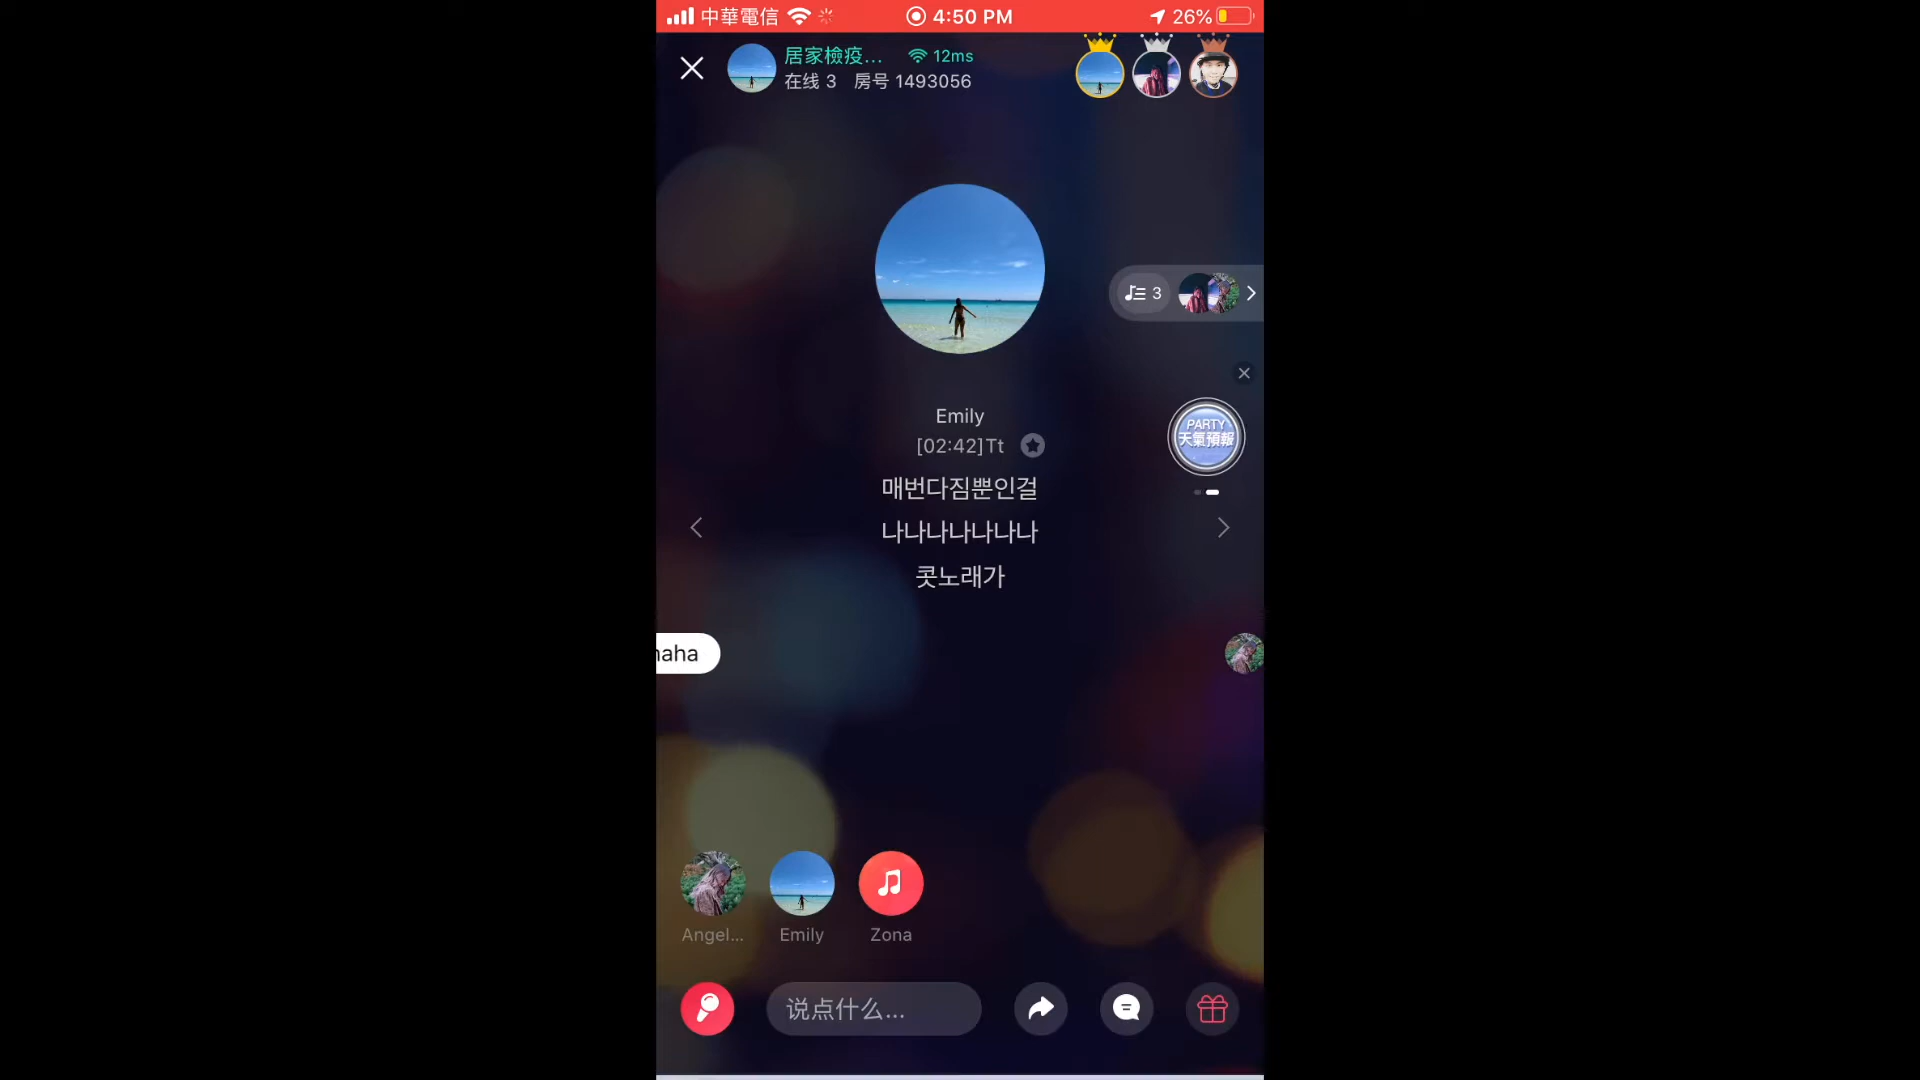 中華電信 4:50 PM 26%
居家檢疫... 12ms
在线 3 房号 1493056
3
PARTY
天氣預報
Emily
[02:42]Tt
매번다짐뿐인걸
나나나나나나나
콧노래가
haha
Angel...
Emily
Zona
说点什么...